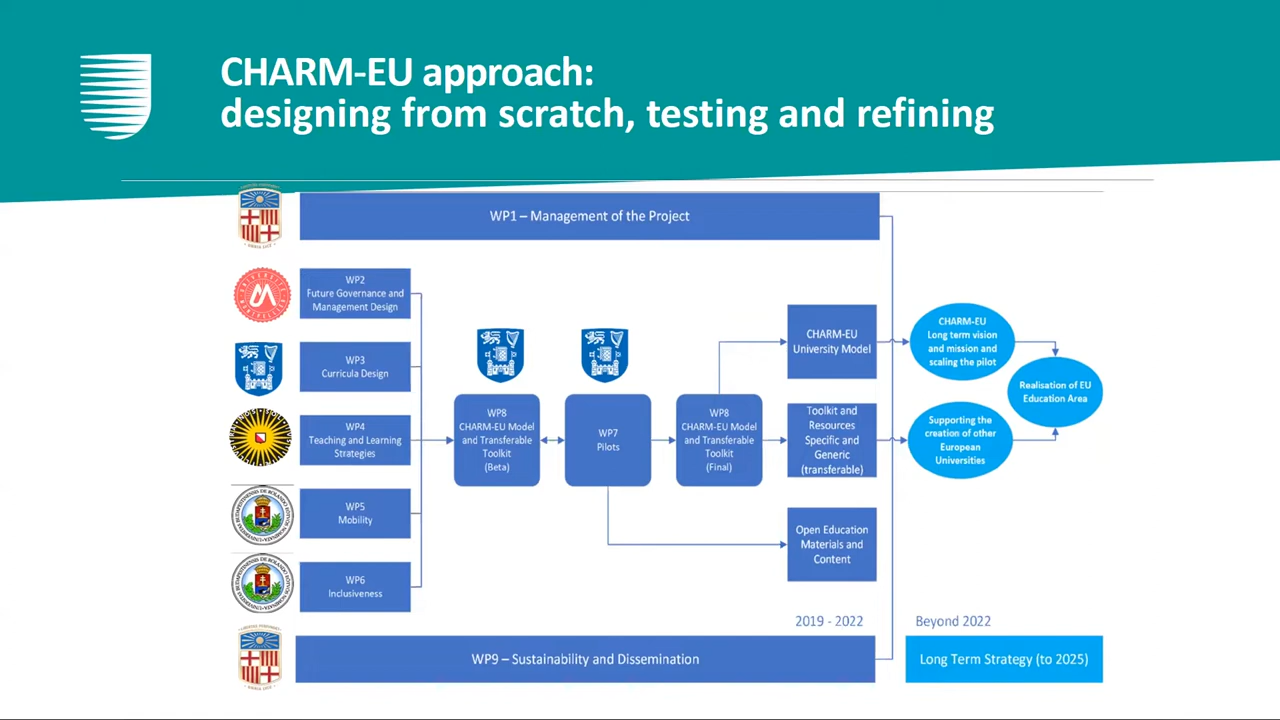 CHARM-EU approach:
designing from scratch, testing and refining
WP1 – Management of the Project
WP2
Future Governance and
Management Design
WP3
Curricula Design
WP4
Teaching and Learning
Strategies
WP5
Mobility
WP6
Inclusiveness
WP8
CHARM-EU Model
and Transferable
Toolkit
(Beta)
WP7
Pilots
WP8
CHARM-EU Model
and Transferable
Toolkit
(Final)
CHARM-EU
University Model
Toolkit and
Resources
Specific and
Generic
(transferable)
Open Education
Materials and
Content
CHARM-EU
Long term vision
and mission and
scaling the pilot
Supporting the
creation of other
European
Universities
Realisation of EU
Education Area
2019 - 2022
Beyond 2022
WP9 – Sustainability and Dissemination
Long Term Strategy (to 2025)